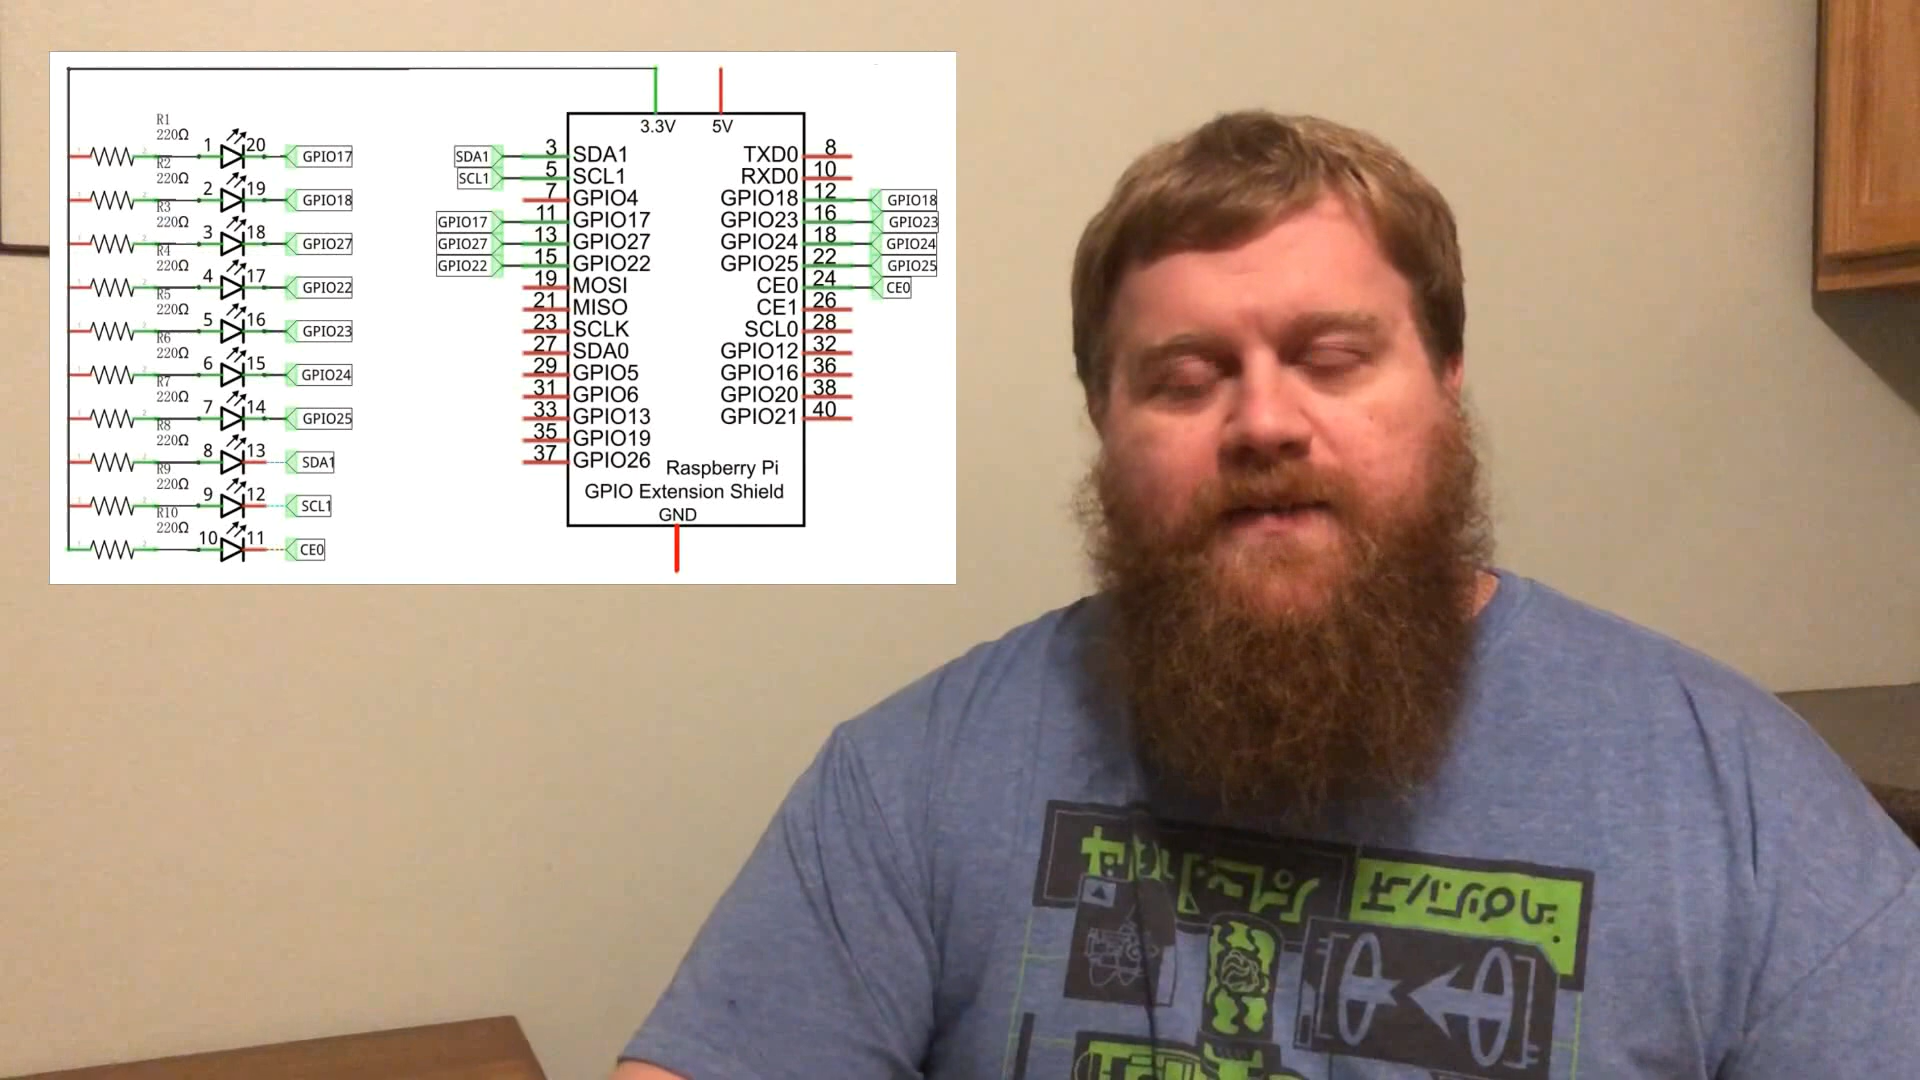 R1
220Ω
1 20 GPIO17
R2
220Ω
2 19 GPIO18
R3
220Ω
3 18 GPIO27
R4
220Ω
4 17 GPIO22
R5
220Ω
5 16 GPIO23
R6
220Ω
6 15 GPIO24
R7
220Ω
7 14 GPIO25
R8
220Ω
8 13 SDA1
R9
220Ω
9 12 SCL1
R10
220Ω
10 11 CE0
3.3V 5V
SDA1 3 SDA1 TXD0 8
SCL1 5 SCL1 RXD0 10
7 GPIO4 GPIO18 12 GPIO18
GPIO17 11 GPIO17 GPIO23 16 GPIO23
GPIO27 13 GPIO27 GPIO24 18 GPIO24
GPIO22 15 GPIO22 GPIO25 22 GPIO25
19 MOSI CE0 24 CE0
21 MISO CE1 26
23 SCLK SCL0 28
27 SDA0 GPIO12 32
29 GPIO5 GPIO16 36
31 GPIO6 GPIO20 38
33 GPIO13 GPIO21 40
35 GPIO19
37 GPIO26
Raspberry Pi
GPIO Extension Shield
GND